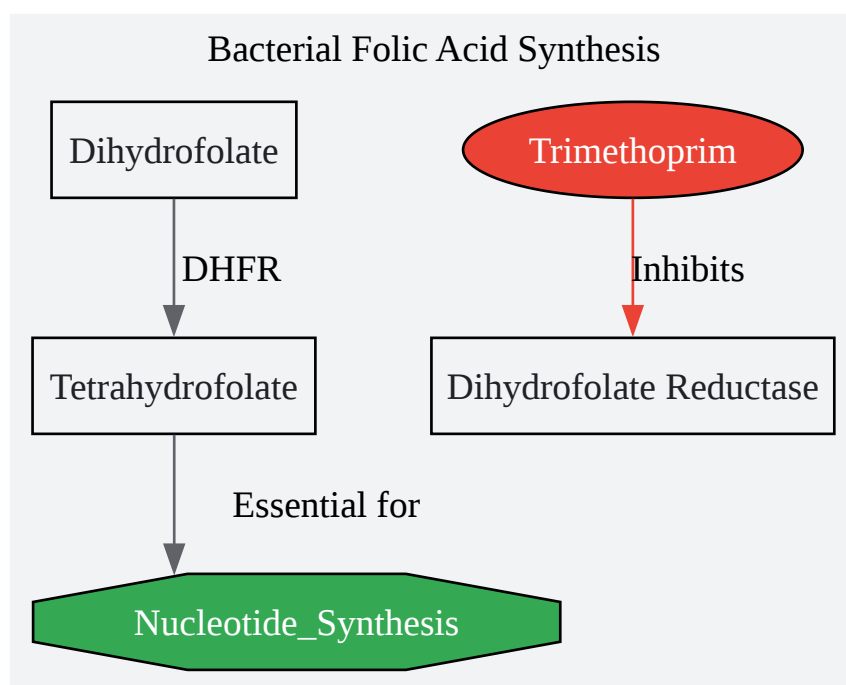 Bacterial Folic Acid Synthesis
Dihydrofolate
Trimethoprim
DHFR
Inhibits
Tetrahydrofolate
Dihydrofolate Reductase
Essential for
Nucleotide_Synthesis